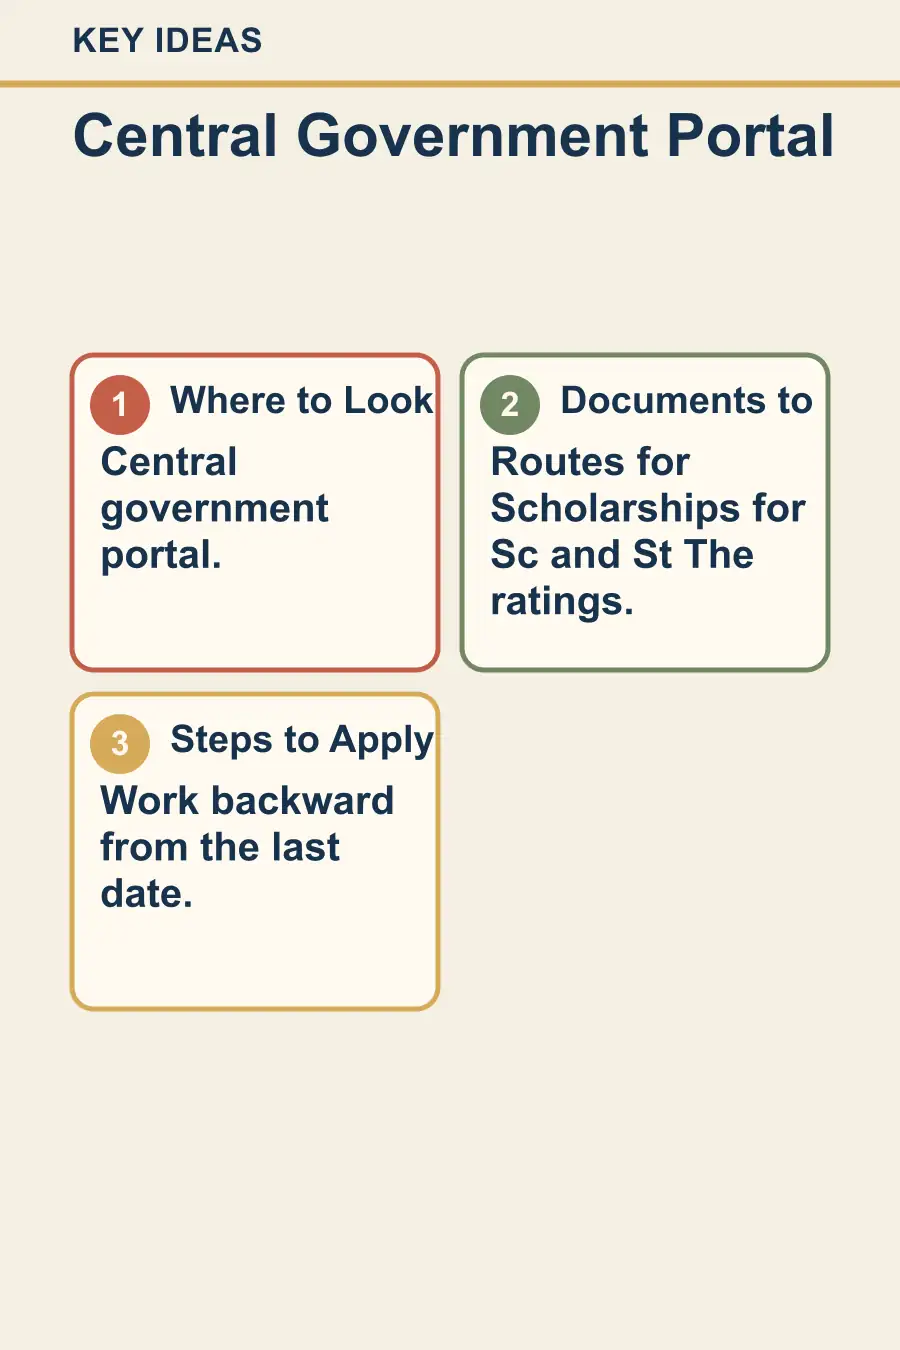 KEY IDEAS
Central Government Portal
1
Where to Look
Central
government
portal.
2
Documents to
Routes for
Scholarships for
Sc and St The
ratings.
3
Steps to Apply
Work backward
from the last
date.